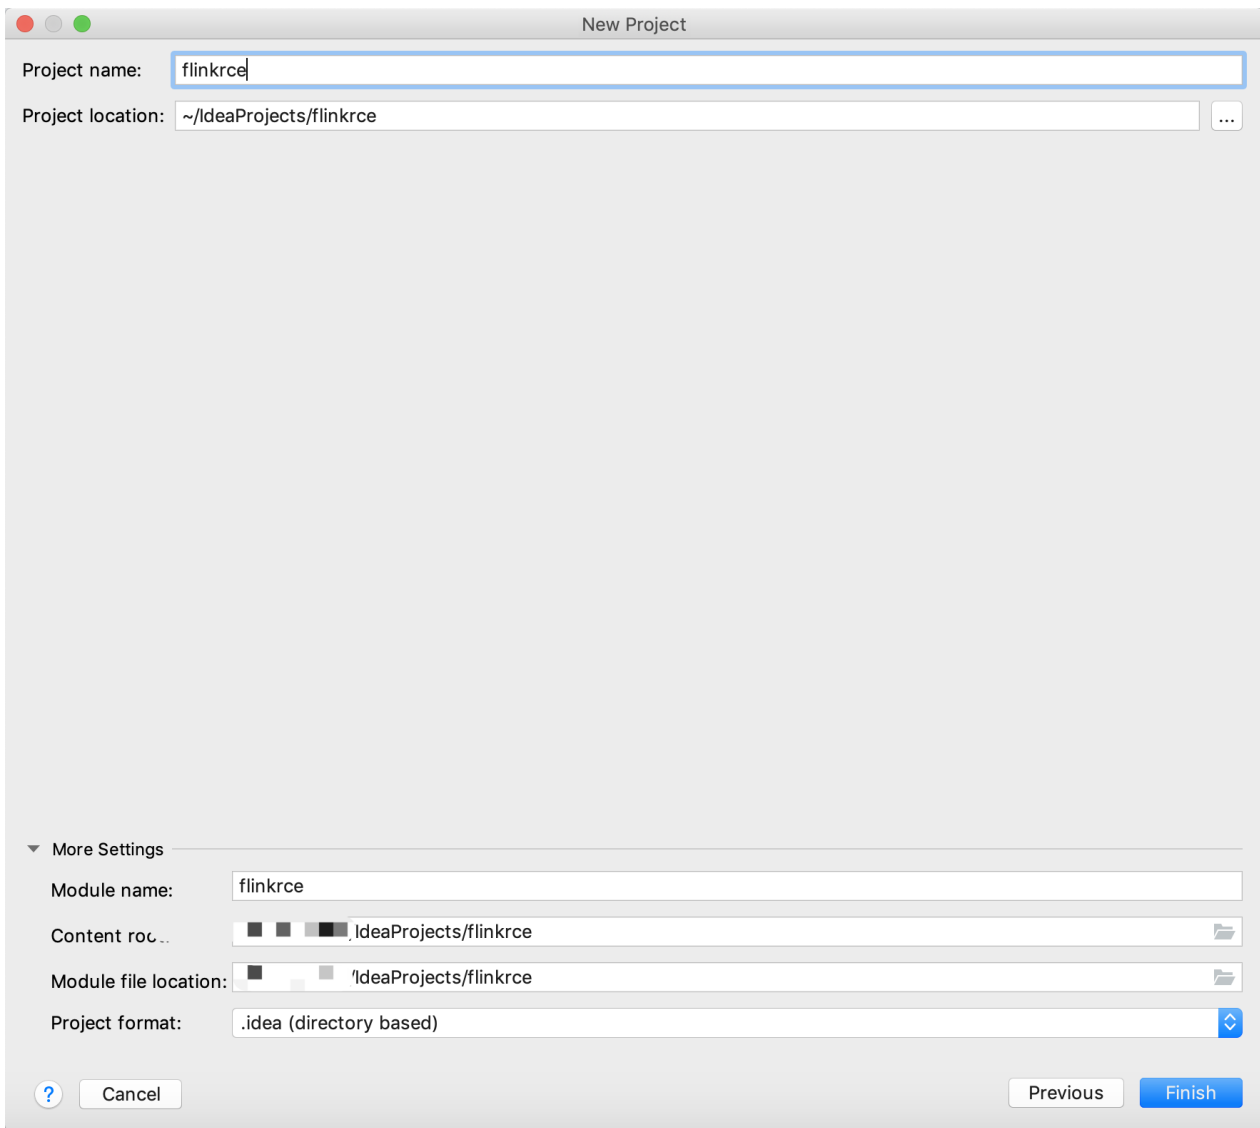 New Project
Project name: flinkrce
Project location: ~/IdeaProjects/flinkrce ...
More Settings
Module name: flinkrce
Content IdeaProjects/flinkrce
Module file location: /IdeaProjects/flinkrce
Project format: .idea (directory based)
? Cancel Previous Finish